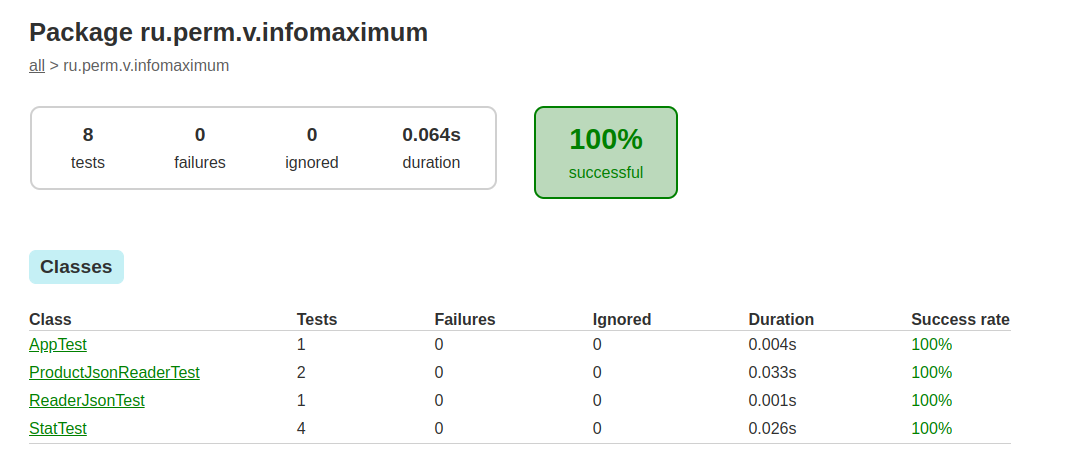 Package ru.perm.v.infomaximum
all > ru.perm.v.infomaximum
8 0 0 0.064s
tests failures ignored duration
100%
successful
Classes
Class Tests Failures Ignored Duration Success rate
AppTest 1 0 0 0.004s 100%
ProductJsonReaderTest 2 0 0 0.033s 100%
ReaderJsonTest 1 0 0 0.001s 100%
StatTest 4 0 0 0.026s 100%